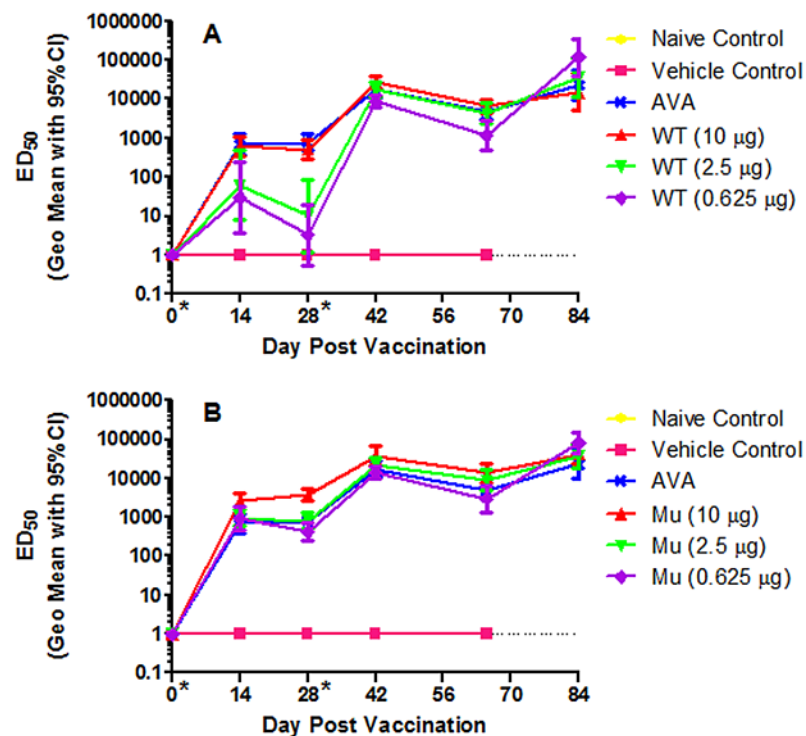 A
1000000
100000
10000
1000
100
10
1
0.1
ED50
(Geo Mean with 95%CI)
0* 14 28* 42 56 70 84
Day Post Vaccination
Naive Control
Vehicle Control
AVA
WT (10 µg)
WT (2.5 µg)
WT (0.625 µg)
B
1000000
100000
10000
1000
100
10
1
0.1
ED50
(Geo Mean with 95%CI)
0* 14 28* 42 56 70 84
Day Post Vaccination
Naive Control
Vehicle Control
AVA
Mu (10 µg)
Mu (2.5 µg)
Mu (0.625 µg)